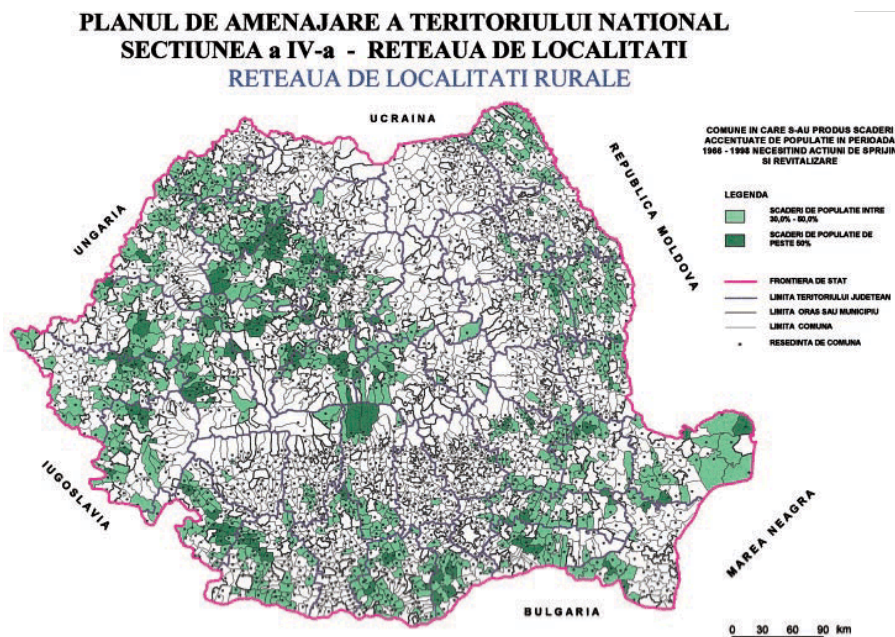 PLANUL DE AMENAJARE A TERITORIULUI NATIONAL
SECTIUNEA a IV-a - RETEAUA DE LOCALITATI
RETEAUA DE LOCALITATI RURALE
UCRAINA
UNGARIA
REPUBLICA MOLDOVA
IUGOSLAVIA
BULGARIA
MAREA NEAGRA
COMUNE IN CARE S-AU PRODUS SCADERI
ACCENTUATE DE POPULATIE IN PERIOADA
1966 - 1998 NECESITIND ACTIUNI DE SPRIJIN
SI REVITALIZARE
LEGENDA
SCADERI DE POPULATIE INTRE
30,0% - 50,0%
SCADERI DE POPULATIE DE
PESTE 50%
FRONTIERA DE STAT
LIMITA TERITORIULUI JUDETEAN
LIMITA ORAS SAU MUNICIPIU
LIMITA COMUNA
RESEDINTA DE COMUNA
0 30 60 90 km